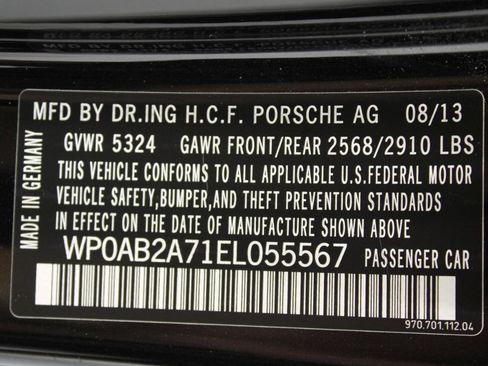 MFD BY DR.ING H.C.F. PORSCHE AG 08/13
GVWR 5324 GAWR FRONT/REAR 2568/2910 LBS
THIS VEHICLE CONFORMS TO ALL APPLICABLE U.S.FEDERAL MOTOR
VEHICLE SAFETY,BUMPER,AND THEFT PREVENTION STANDARDS
IN EFFECT ON THE DATE OF MANUFACTURE SHOWN ABOVE.
WP0AB2A71EL055567 PASSENGER CAR
MADE IN GERMANY
970.701.112.04